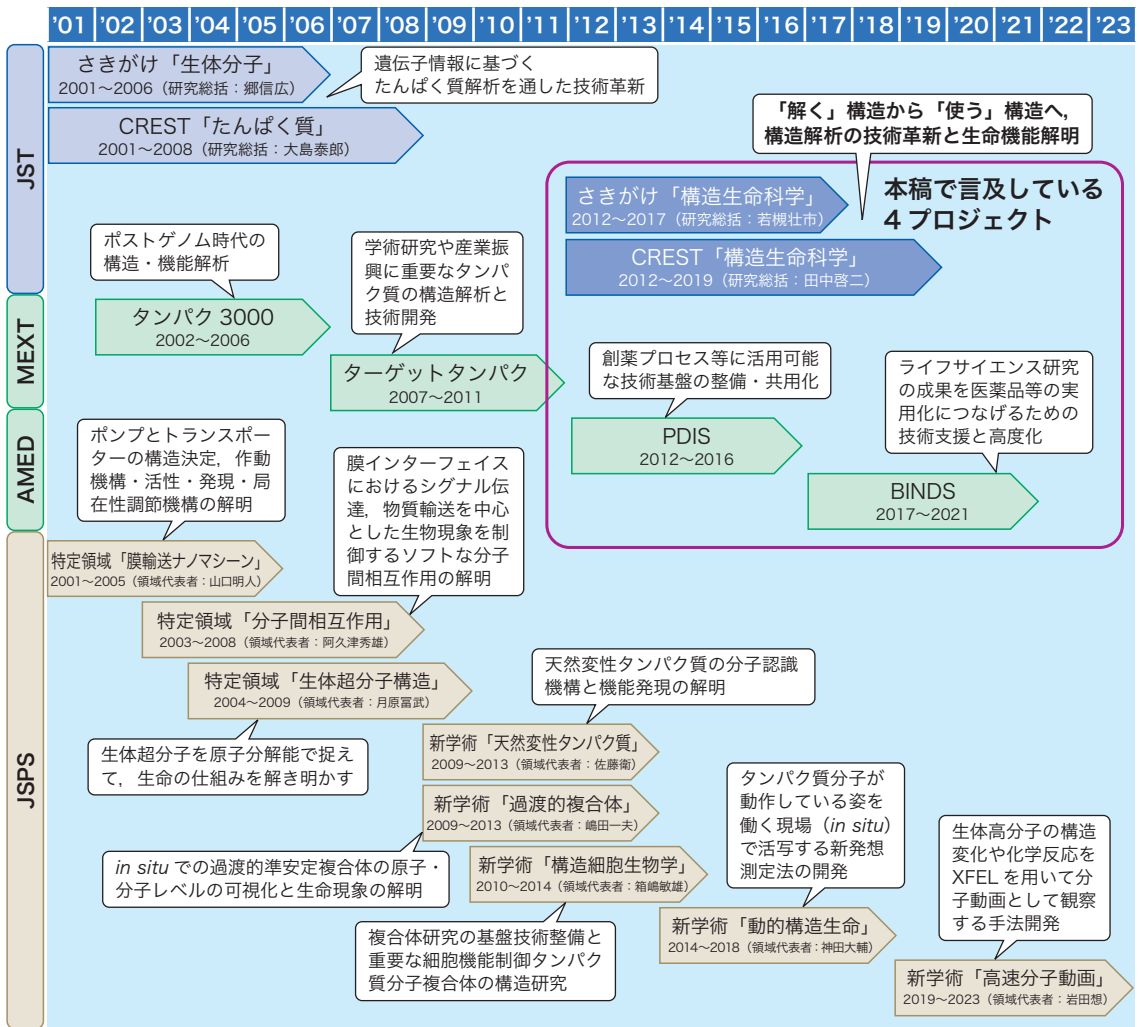 '01 '02 '03 '04 '05 '06 '07 '08 '09 '10 '11 '12 '13 '14 '15 '16 '17 '18 '19 '20 '21 '22 '23
JST
さきがけ「生体分子」
2001～2006（研究総括：郷信広）
遺伝子情報に基づく
たんぱく質解析を通した技術革新
CREST「たんぱく質」
2001～2008（研究総括：大島泰郎）
「解く」構造から「使う」構造へ，
構造解析の技術革新と生命機能解明
さきがけ「構造生命科学」
2012～2017（研究総括：若槻壮市）
本稿で言及している
4 プロジェクト
CREST「構造生命科学」
2012～2019（研究総括：田中啓二）
MEXT
ポストゲノム時代の
構造・機能解析
タンパク 3000
2002～2006
学術研究や産業振
興に重要なタンパ
ク質の構造解析と
技術開発
ターゲットタンパク
2007～2011
AMED
創薬プロセス等に活用可能
な技術基盤の整備・共用化
PDIS
2012～2016
ライフサイエンス研究
の成果を医薬品等の実
用化につなげるための
技術支援と高度化
BINDS
2017～2021
JSPS
ポンプとトランスポー
ターの構造決定，作動
機構・活性・発現・局
在性調節機構の解明
特定領域「膜輸送ナノマシーン」
2001～2005（領域代表者：山口明人）
膜インターフェイス
におけるシグナル伝
達，物質輸送を中心
とした生物現象を制
御するソフトな分子
間相互作用の解明
特定領域「分子間相互作用」
2003～2008（領域代表者：阿久津秀雄）
特定領域「生体超分子構造」
2004～2009（領域代表者：月原冨武）
生体超分子を原子分解能で捉え
て，生命の仕組みを解き明かす
天然変性タンパク質の分子認識
機構と機能発現の解明
新学術「天然変性タンパク質」
2009～2013（領域代表者：佐藤衛）
新学術「過渡的複合体」
2009～2013（領域代表者：嶋田一夫）
in situ での過渡的準安定複合体の原子・
分子レベルの可視化と生命現象の解明
新学術「構造細胞生物学」
2010～2014（領域代表者：箱嶋敏雄）
複合体研究の基盤技術整備と
重要な細胞機能制御タンパク
質分子複合体の構造研究
タンパク質分子が
動作している姿を
働く現場（in situ）
で活写する新発想
測定法の開発
新学術「動的構造生命」
2014～2018（領域代表者：神田大輔）
生体高分子の構造
変化や化学反応を
XFEL を用いて分
子動画として観察
する手法開発
新学術「高速分子動画」
2019～2023（領域代表者：岩田想）